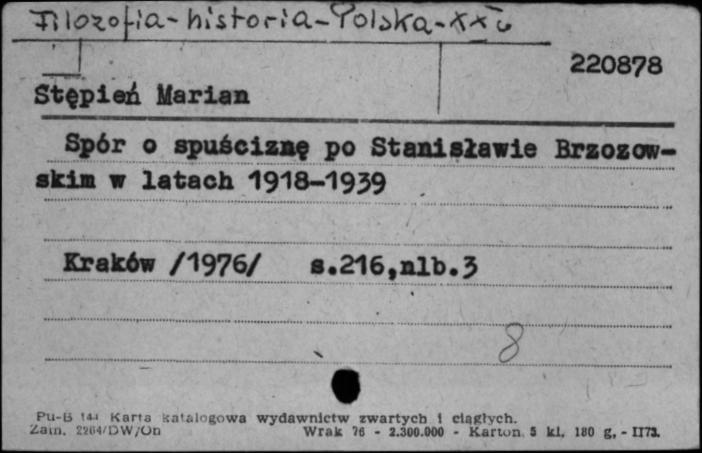 Filozofia-historia-Polska-XXw
220878
Stępień Marian
Spór o spuściznę po Stanisławie Brzozow-
skim w latach 1918-1939
Kraków /1976/ s.216,nlb.3
8
Pu-B 144 Karta katalogowa wydawnictw zwartych i ciągłych.
Zam. 2264/DW/On Wrak 76 - 2.300.000 - Karton. 5 kl. 180 g. - II73.